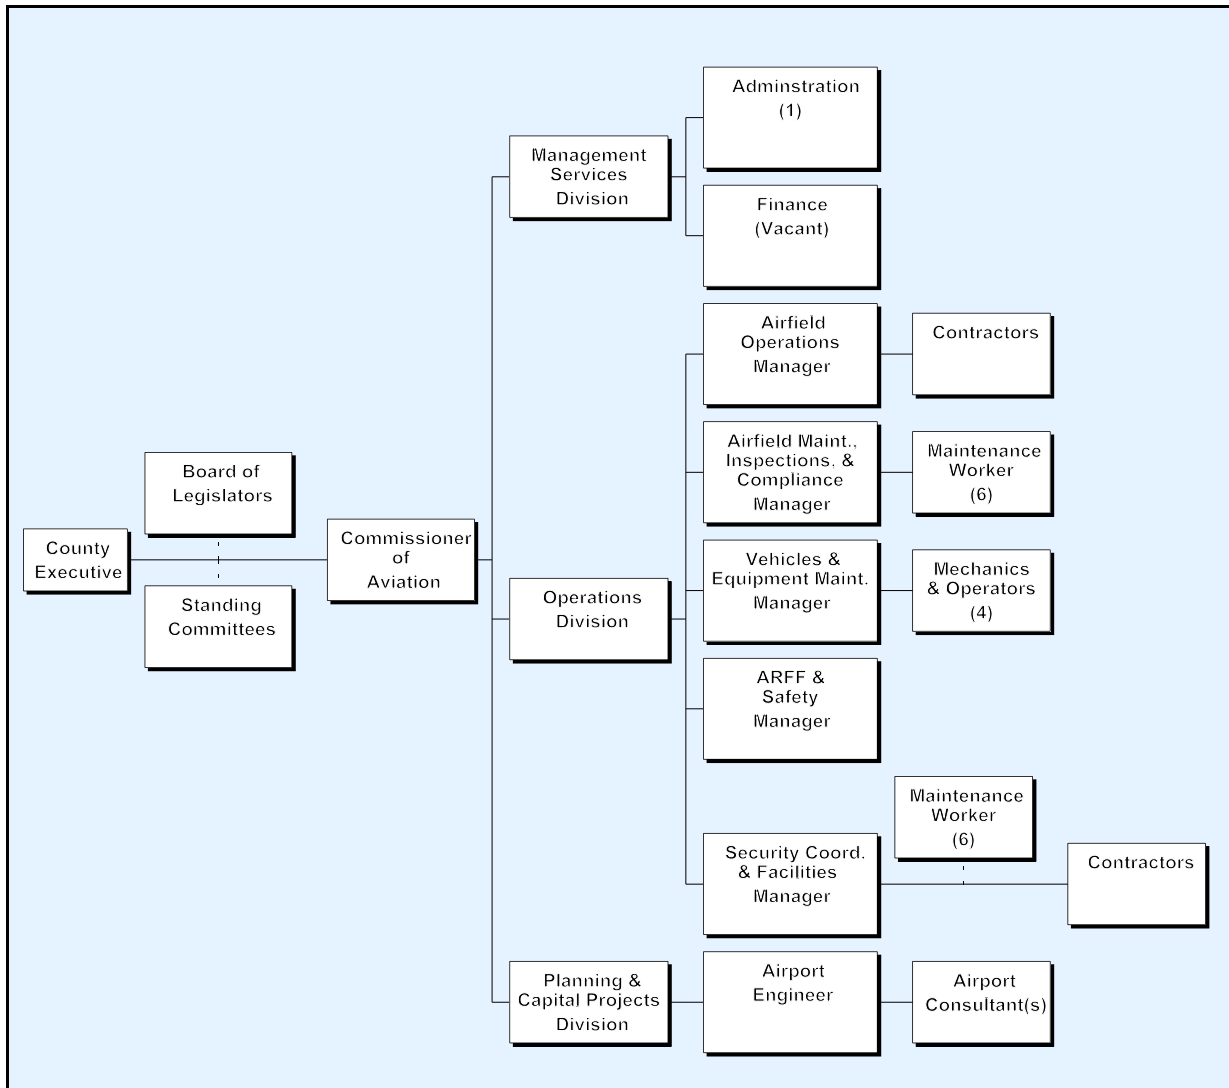 County
Executive
Board of
Legislators
Standing
Committees
Commissioner
of
Aviation
Management
Services
Division
Adminstration
(1)
Finance
(Vacant)
Operations
Division
Airfield
Operations
Manager
Contractors
Airfield Maint.,
Inspections, &
Compliance
Manager
Maintenance
Worker
(6)
Vehicles &
Equipment Maint.
Manager
Mechanics
& Operators
(4)
ARFF &
Safety
Manager
Security Coord.
& Facilities
Manager
Maintenance
Worker
(6)
Contractors
Planning &
Capital Projects
Division
Airport
Engineer
Airport
Consultant(s)